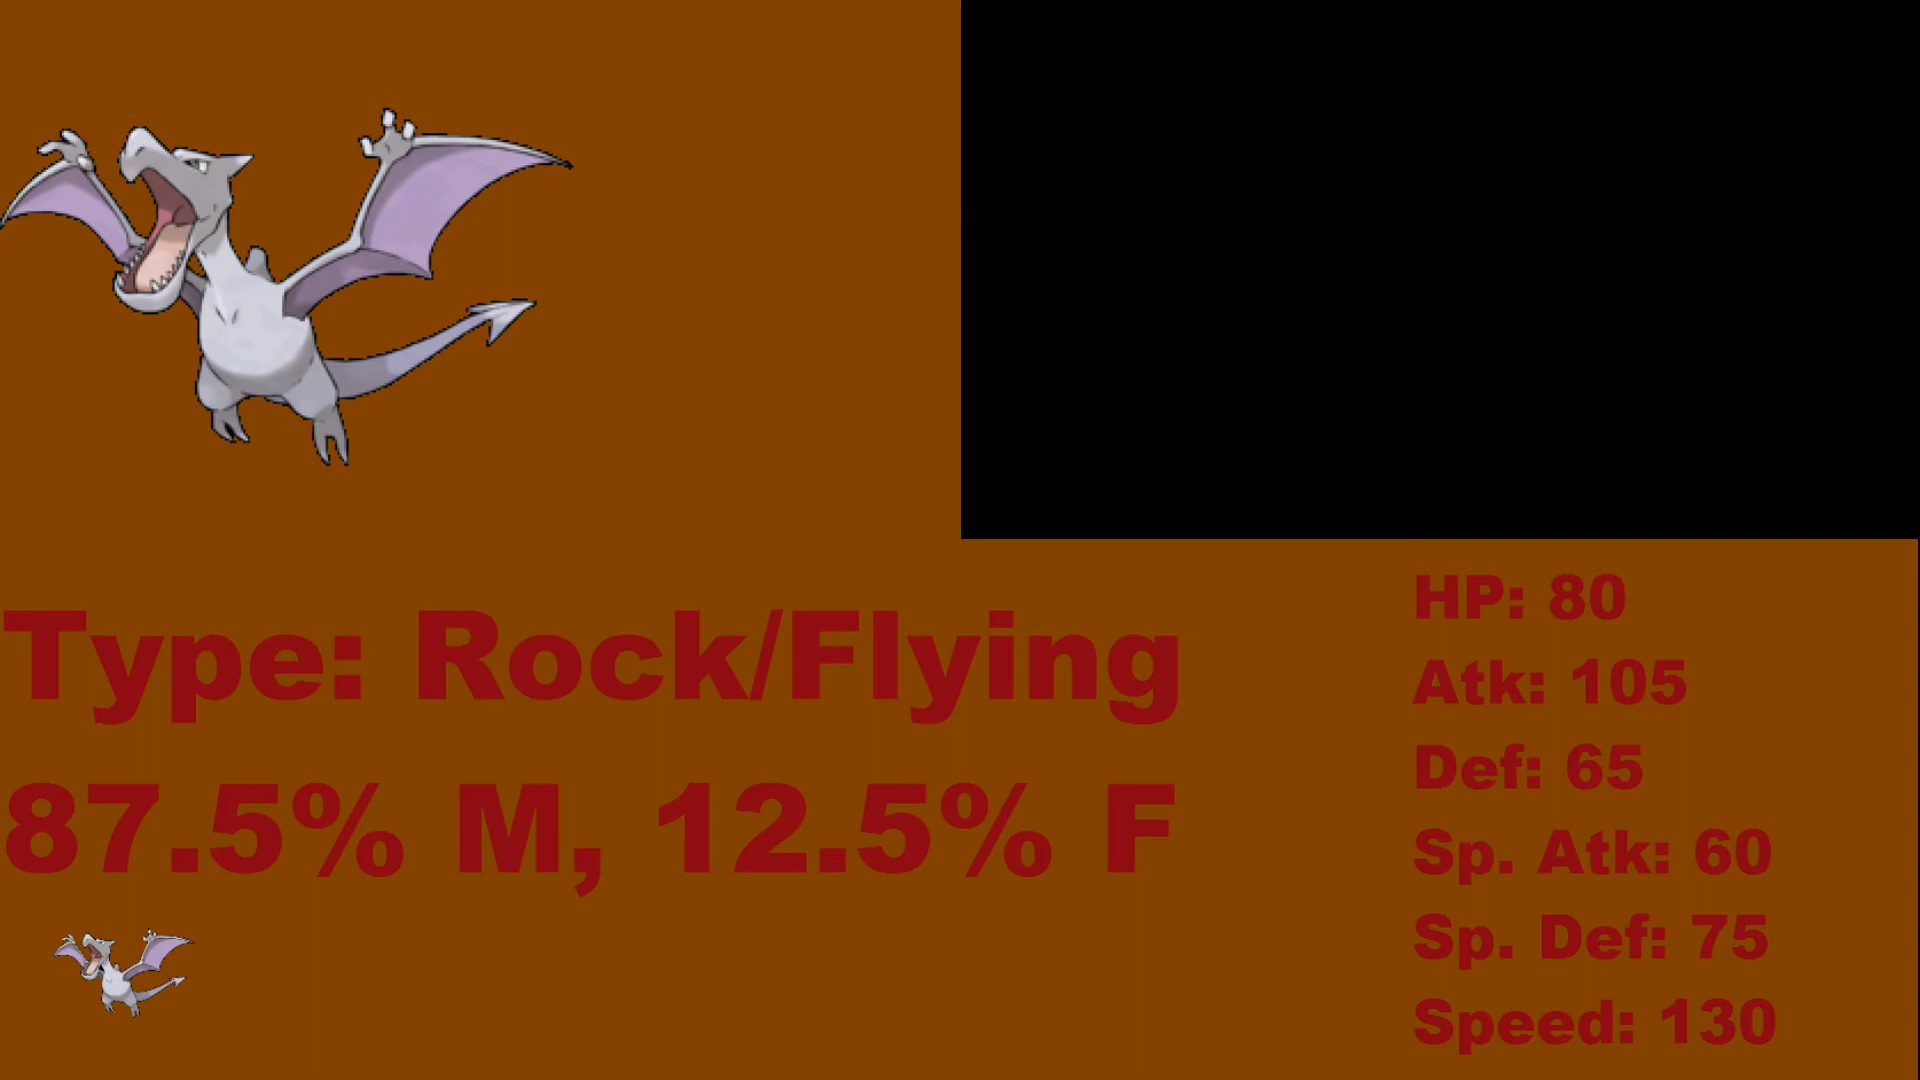 Type: Rock/Flying
87.5% M, 12.5% F
HP: 80
Atk: 105
Def: 65
Sp. Atk: 60
Sp. Def: 75
Speed: 130